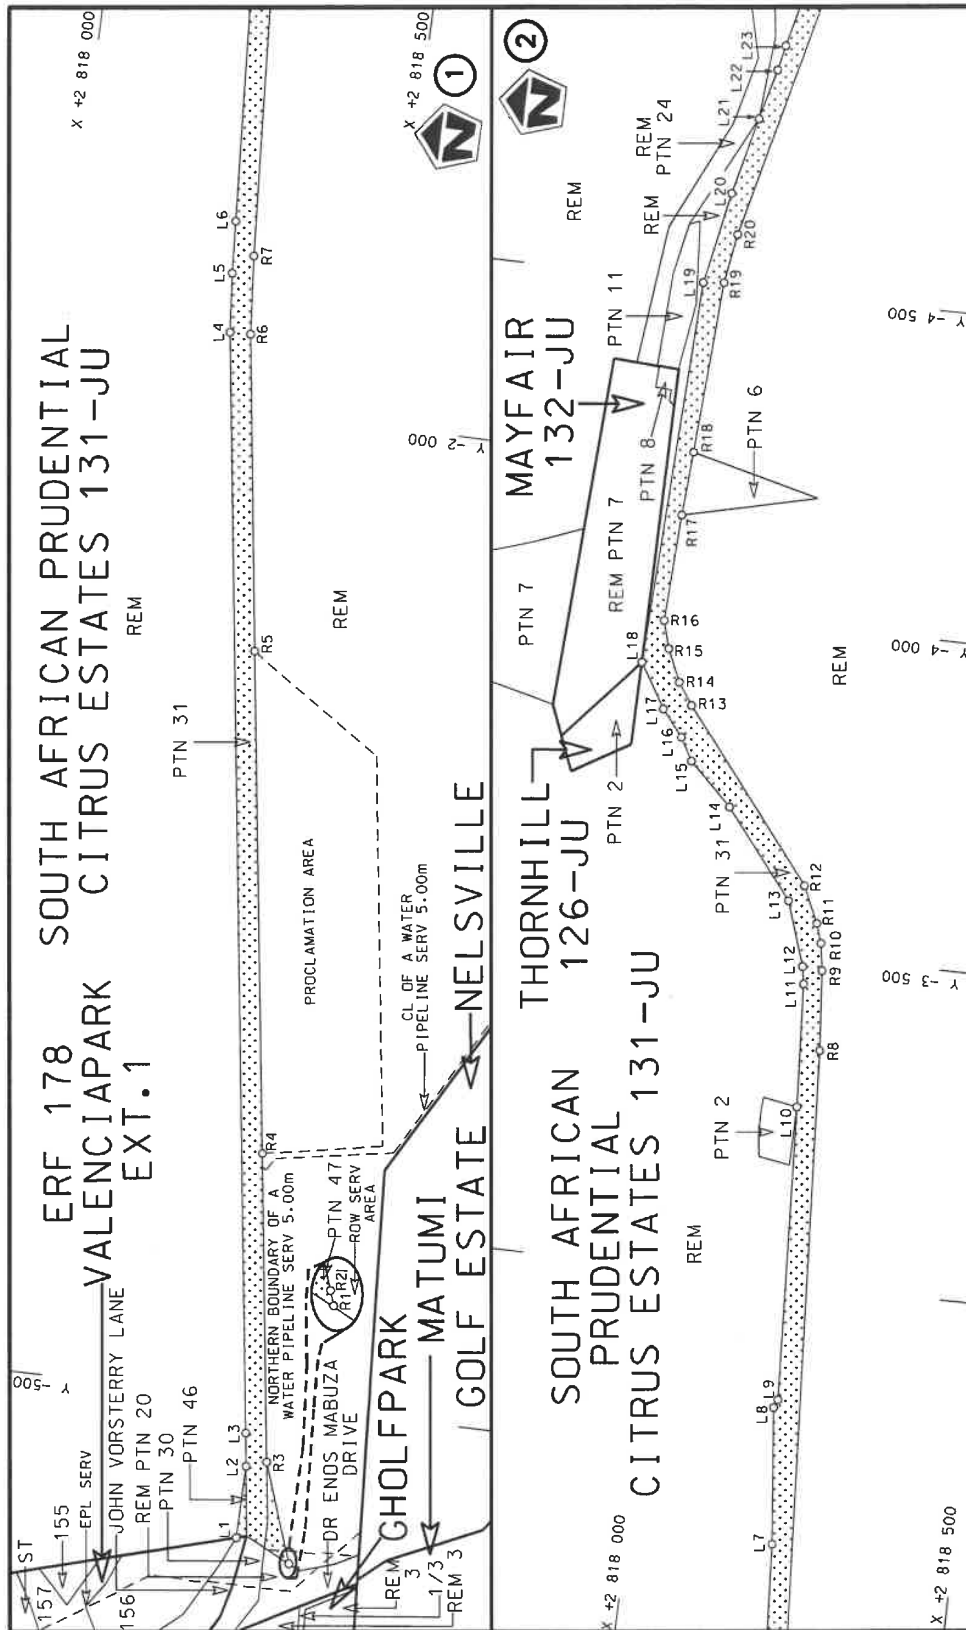 ERF 178
VALENCIAPARK
EXT.1
SOUTH AFRICAN PRUDENTIAL
CITRUS ESTATES 131-JU
X +2 818 000
X +2 818 500
1
N
ST
157
155
156
EPL SERV
JOHN VORSTERRY LANE
REM PTN 20
PTN 30
PTN 46
Y -500
Y -2 000
PTN 31
REM
REM
L1
L2
L3
L4
L5
L6
R3
R4
R5
R6
R7
NORTHERN BOUNDARY OF A
WATER PIPELINE SERV 5.00m
R1
R2
PTN 47
ROW SERV
AREA
DR ENOS MABUZA
DRIVE
PROCLAMATION AREA
CL OF A WATER
PIPELINE SERV 5.00m
NELSVILLE
GHOLFPARK
MATUMI
GOLF ESTATE
REM
3
1/3
REM 3
2
N
THORNHILL
126-JU
MAYFAIR
132-JU
SOUTH AFRICAN
PRUDENTIAL
CITRUS ESTATES 131-JU
PTN 7
REM PTN 7
PTN 8
PTN 11
REM
REM
REM
PTN 24
PTN 2
PTN 31
PTN 2
PTN 6
REM
REM
L7
L8
L9
L10
L11
L12
L13
L14
L15
L16
L17
L18
L19
L20
L21
L22
L23
R8
R9
R10
R11
R12
R13
R14
R15
R16
R17
R18
R19
R20
Y -3 500
Y -4 000
Y -4 500
X +2 818 000
X +2 818 500